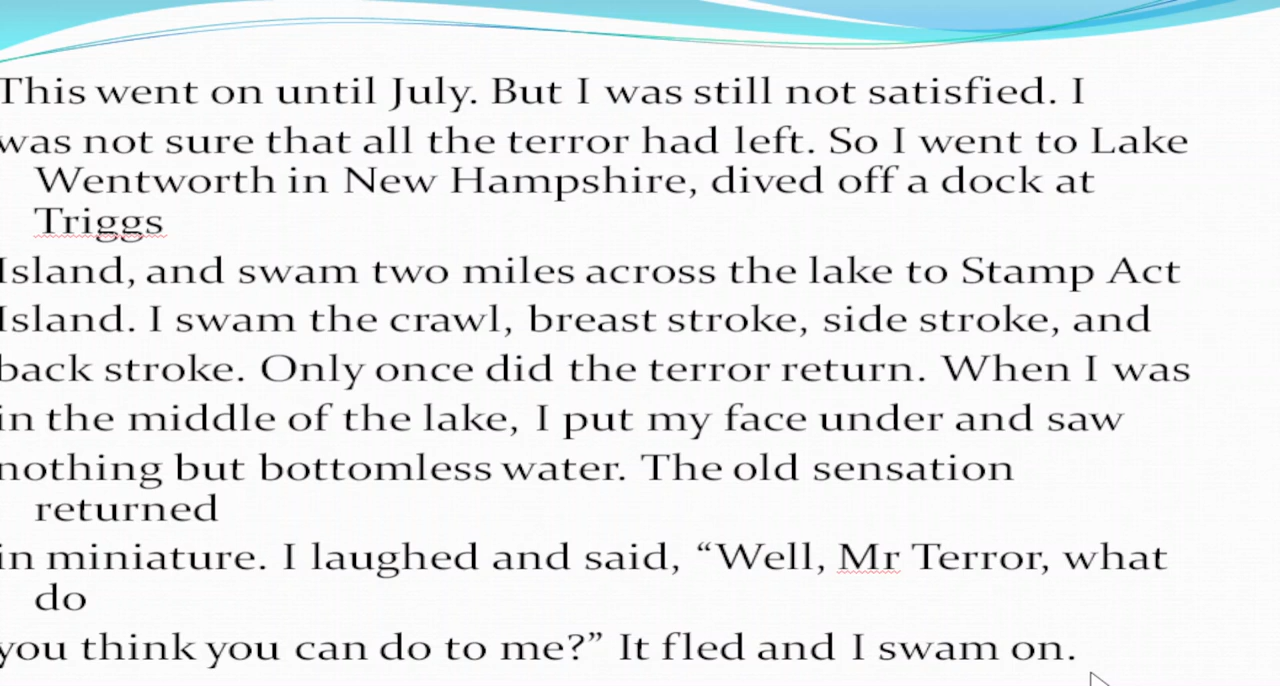 This went on until July. But I was still not satisfied. I
was not sure that all the terror had left. So I went to Lake
Wentworth in New Hampshire, dived off a dock at
Triggs
Island, and swam two miles across the lake to Stamp Act
Island. I swam the crawl, breast stroke, side stroke, and
back stroke. Only once did the terror return. When I was
in the middle of the lake, I put my face under and saw
nothing but bottomless water. The old sensation
returned
in miniature. I laughed and said, “Well, Mr Terror, what
do
you think you can do to me?” It fled and I swam on.